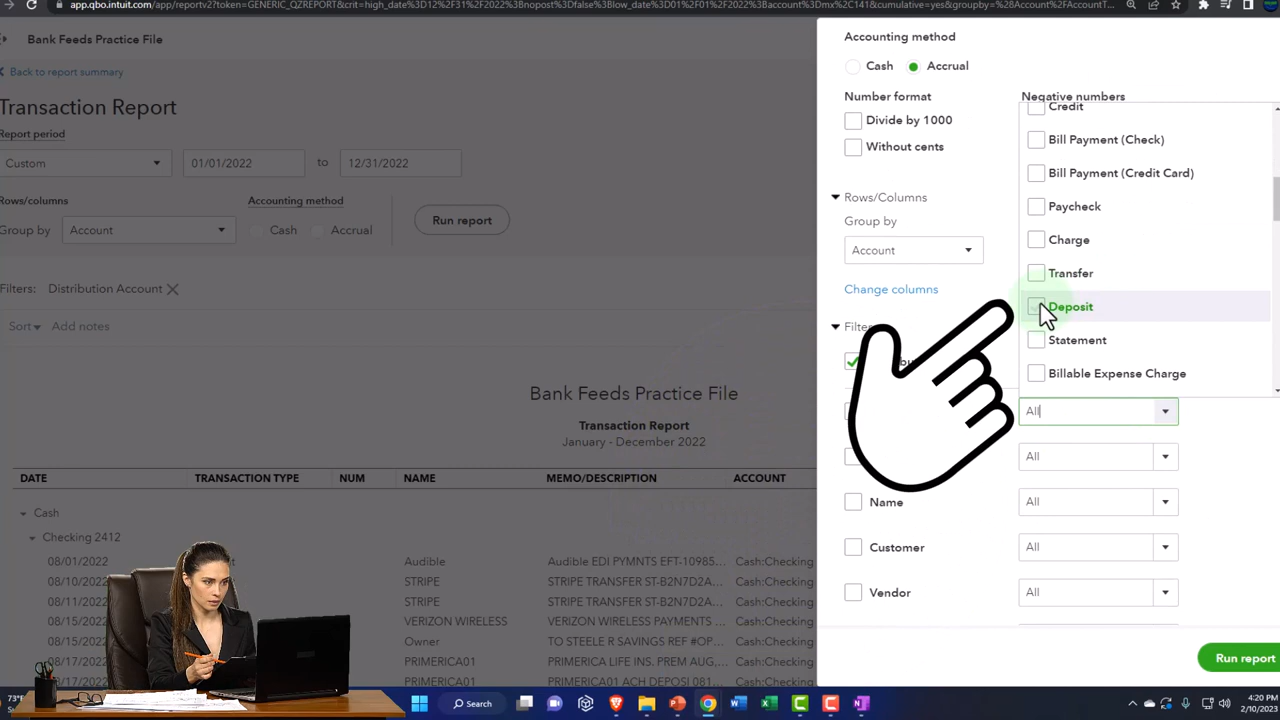 app.qbo.intuit.com/app/reportv2?token=GENERIC_QZREPORT&crit=high_date%3D12%2F31%2F2022%3Bnopost%3Dfalse%3Blow_date%3D01%2F01%2F2022%3Baccount%3Dmx%2C141%3Bcumulative=yes&groupby=%28Account%2FAccountT...
Bank Feeds Practice File
Back to report summary
Transaction Report
Report period
Custom 01/01/2022 to 12/31/2022
Rows/columns Accounting method
Group by Account Cash Accrual Run report
Filters: Distribution Account
Sort Add notes
Bank Feeds Practice File
Transaction Report
January - December 2022
DATE TRANSACTION TYPE NUM NAME MEMO/DESCRIPTION ACCOUNT
Cash
Checking 2412
08/01/2022 Audible Audible EDI PYMNTS EDI EFT-10985... Cash:Checking
08/10/2022 STRIPE STRIPE TRANSFER ST-B2N7D2A... Cash:Checking
08/11/2022 STRIPE STRIPE TRANSFER ST-B2N7D2A... Cash:Checking
08/15/2022 VERIZON WIRELESS VERIZON WIRELESS PAYMENTS ... Cash:Checking
08/15/2022 Owner TO STEELE R SAVINGS REF #OP... Cash:Checking
08/17/2022 PRIMERICA01 PRIMERICA LIFE INS. PREM AUG,... Cash:Checking
PRIMERICA01 PRIMERICA ACH DEPOSI 081... Cash:Checking
Accounting method
Cash Accrual
Number format Negative numbers
Divide by 1000
Without cents
Rows/Columns
Group by
Account
Change columns
Credit
Bill Payment (Check)
Bill Payment (Credit Card)
Paycheck
Charge
Transfer
Deposit
Statement
Billable Expense Charge
All
All
Name All
Customer All
Vendor All
Run report
Search
4:20 PM
2/10/2023